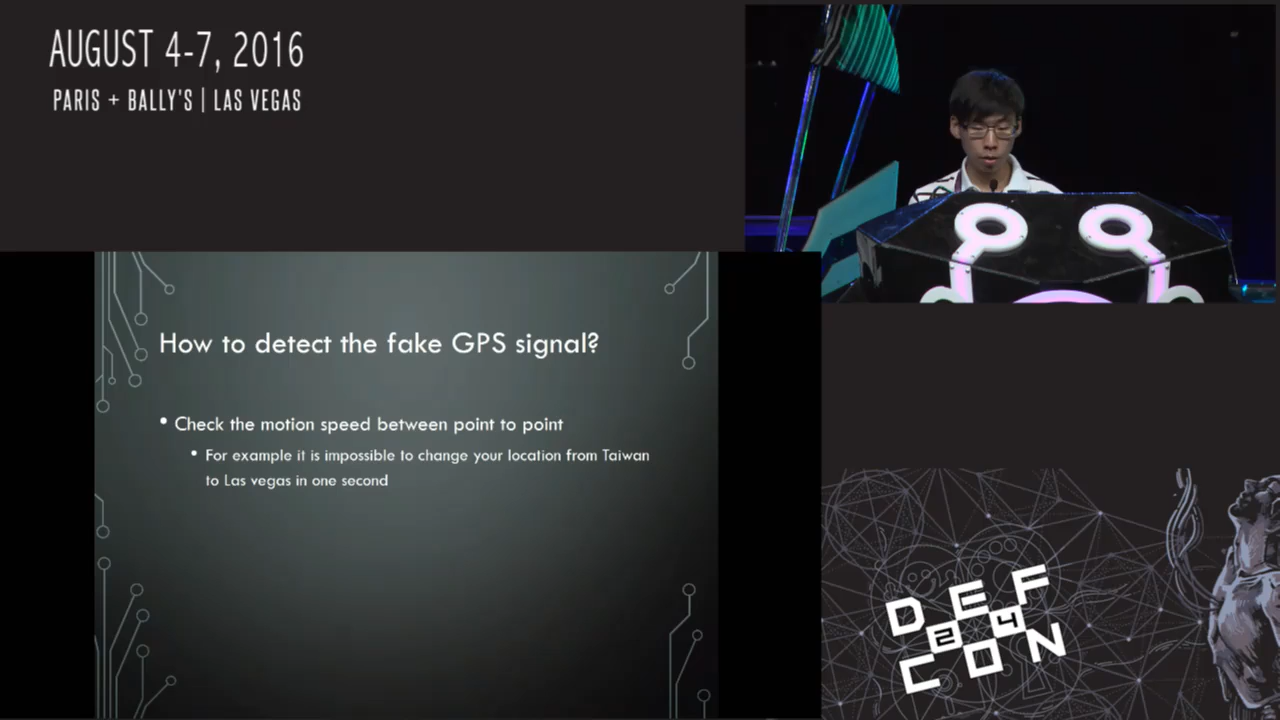 AUGUST 4-7, 2016
PARIS + BALLY'S | LAS VEGAS
How to detect the fake GPS signal?
• Check the motion speed between point to point
• For example it is impossible to change your location from Taiwan
to Las vegas in one second
DEF
24
CON